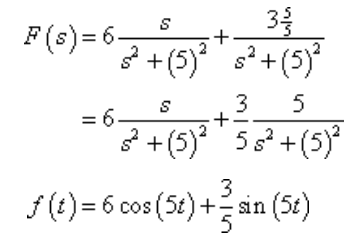 F(s) = 6 s/(s² + (5)²) + (3 5/5)/(s² + (5)²)
= 6 s/(s² + (5)²) + 3/5 5/(s² + (5)²)
f(t) = 6 cos(5t) + 3/5 sin(5t)